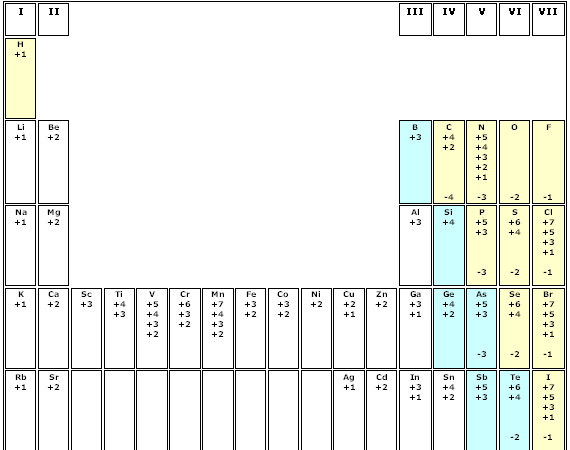 I II III IV V VI VII
H
+1
Li Be B C N O F
+1 +2 +3 +4 +5
+2 +4
+3
+2
+1
-4 -3 -2 -1
Na Mg Al Si P S Cl
+1 +2 +3 +4 +5 +6 +7
+3 +4 +5
+3
+1
-3 -2 -1
K Ca Sc Ti V Cr Mn Fe Co Ni Cu Zn Ga Ge As Se Br
+1 +2 +3 +4 +5 +6 +7 +3 +3 +2 +2 +2 +3 +4 +5 +6 +7
+3 +4 +3 +4 +2 +2 +1 +1 +2 +3 +4 +5
+3 +2 +3 +3
+2 +2 +1
-3 -2 -1
Rb Sr Ag Cd In Sn Sb Te I
+1 +2 +1 +2 +3 +4 +5 +6 +7
+1 +2 +3 +4 +5
+3
+1
-2 -1